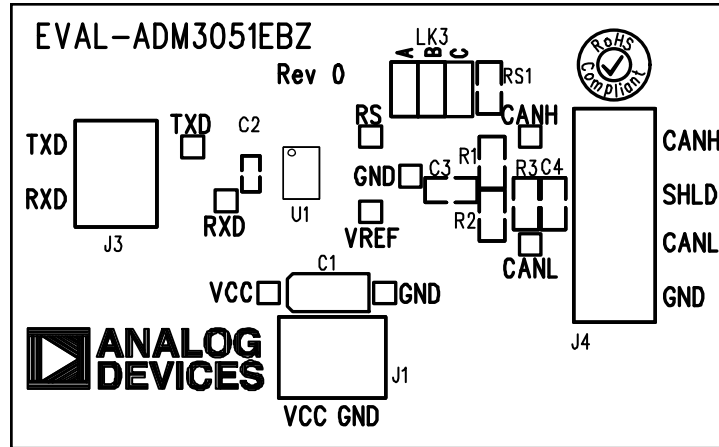 EVAL-ADM3051EBZ
Rev 0
LK3
A B C
RS1
RoHS
Compliant
TXD
RXD
J3
TXD
RXD
C2
U1
RS
GND
VREF
C3
R1
R2
CANH
R3
C4
CANL
CANH
SHLD
CANL
GND
J4
VCC
C1
GND
J1
VCC GND
ANALOG
DEVICES